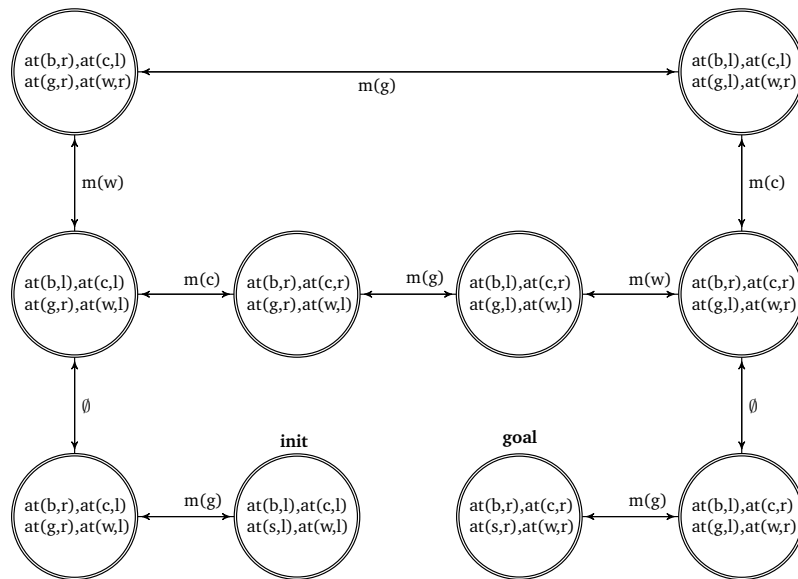 at(b,r),at(c,l)
at(g,r),at(w,r)
m(g)
at(b,l),at(c,l)
at(g,l),at(w,r)
m(w)
m(c)
at(b,l),at(c,l)
at(g,r),at(w,l)
m(c)
at(b,r),at(c,r)
at(g,r),at(w,l)
m(g)
at(b,l),at(c,r)
at(g,l),at(w,l)
m(w)
at(b,r),at(c,r)
at(g,l),at(w,r)
∅
∅
init
goal
at(b,r),at(c,l)
at(g,r),at(w,l)
m(g)
at(b,l),at(c,l)
at(s,l),at(w,l)
at(b,r),at(c,r)
at(s,r),at(w,r)
m(g)
at(b,l),at(c,r)
at(g,l),at(w,r)